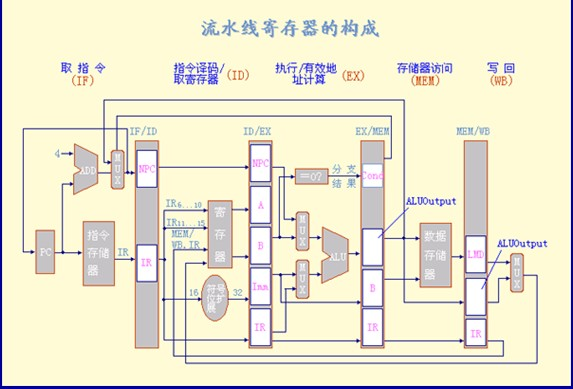 流水线寄存器的构成
取 指 令
(IF)
指令译码/
取寄存器
(ID)
执行/有效地
址计算
(EX)
存储器访问
(MEM)
写 回
(WB)
IF/ID
ID/EX
EX/MEM
MEM/WB
4
ADD
MUX
NPC
NPC
=0?
分 支
结 果
Cond
IR6...10
IR11...15
MEM/
WB.IR
寄存器
A
B
MUX
MUX
ALU
ALUOutput
PC
指令存储器
IR
IR
符号位扩展
16
32
Imm
IR
B
IR
数据存储器
LMD
ALUOutput
MUX
IR